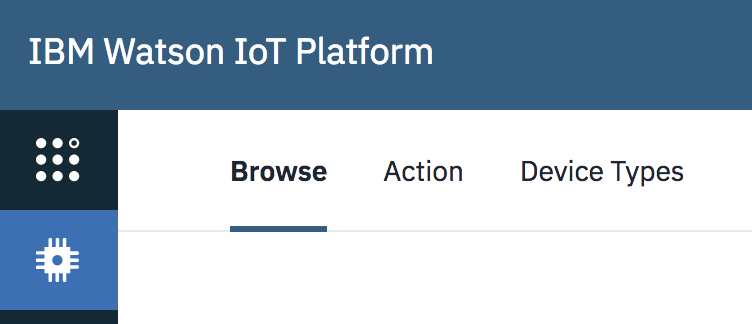 IBM Watson IoT Platform
Browse Action Device Types